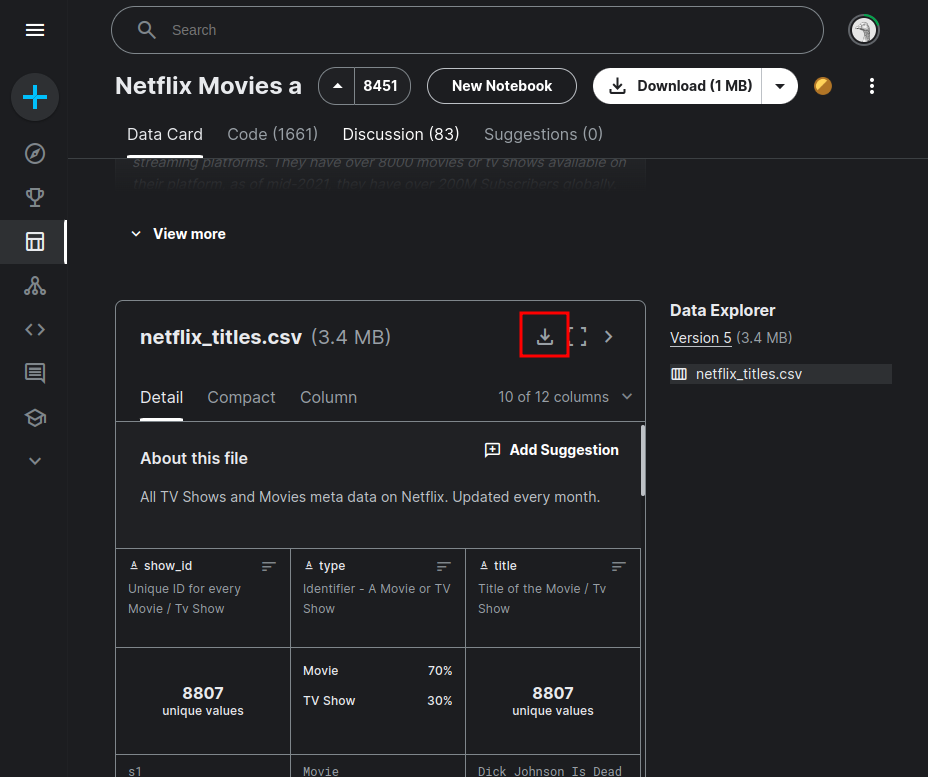 Search
Netflix Movies a
8451
New Notebook
Download (1 MB)
Data Card
Code (1661)
Discussion (83)
Suggestions (0)
streaming platforms. They have over 8000 movies or tv shows available on
their platform, as of mid-2021, they have over 200M Subscribers globally.
View more
netflix_titles.csv (3.4 MB)
Detail
Compact
Column
10 of 12 columns
About this file
Add Suggestion
All TV Shows and Movies meta data on Netflix. Updated every month.
show_id
Unique ID for every
Movie / Tv Show
type
Identifier - A Movie or TV
Show
title
Title of the Movie / Tv
Show
8807
unique values
Movie 70%
TV Show 30%
8807
unique values
s1
Movie
Dick Johnson Is Dead
Data Explorer
Version 5 (3.4 MB)
netflix_titles.csv